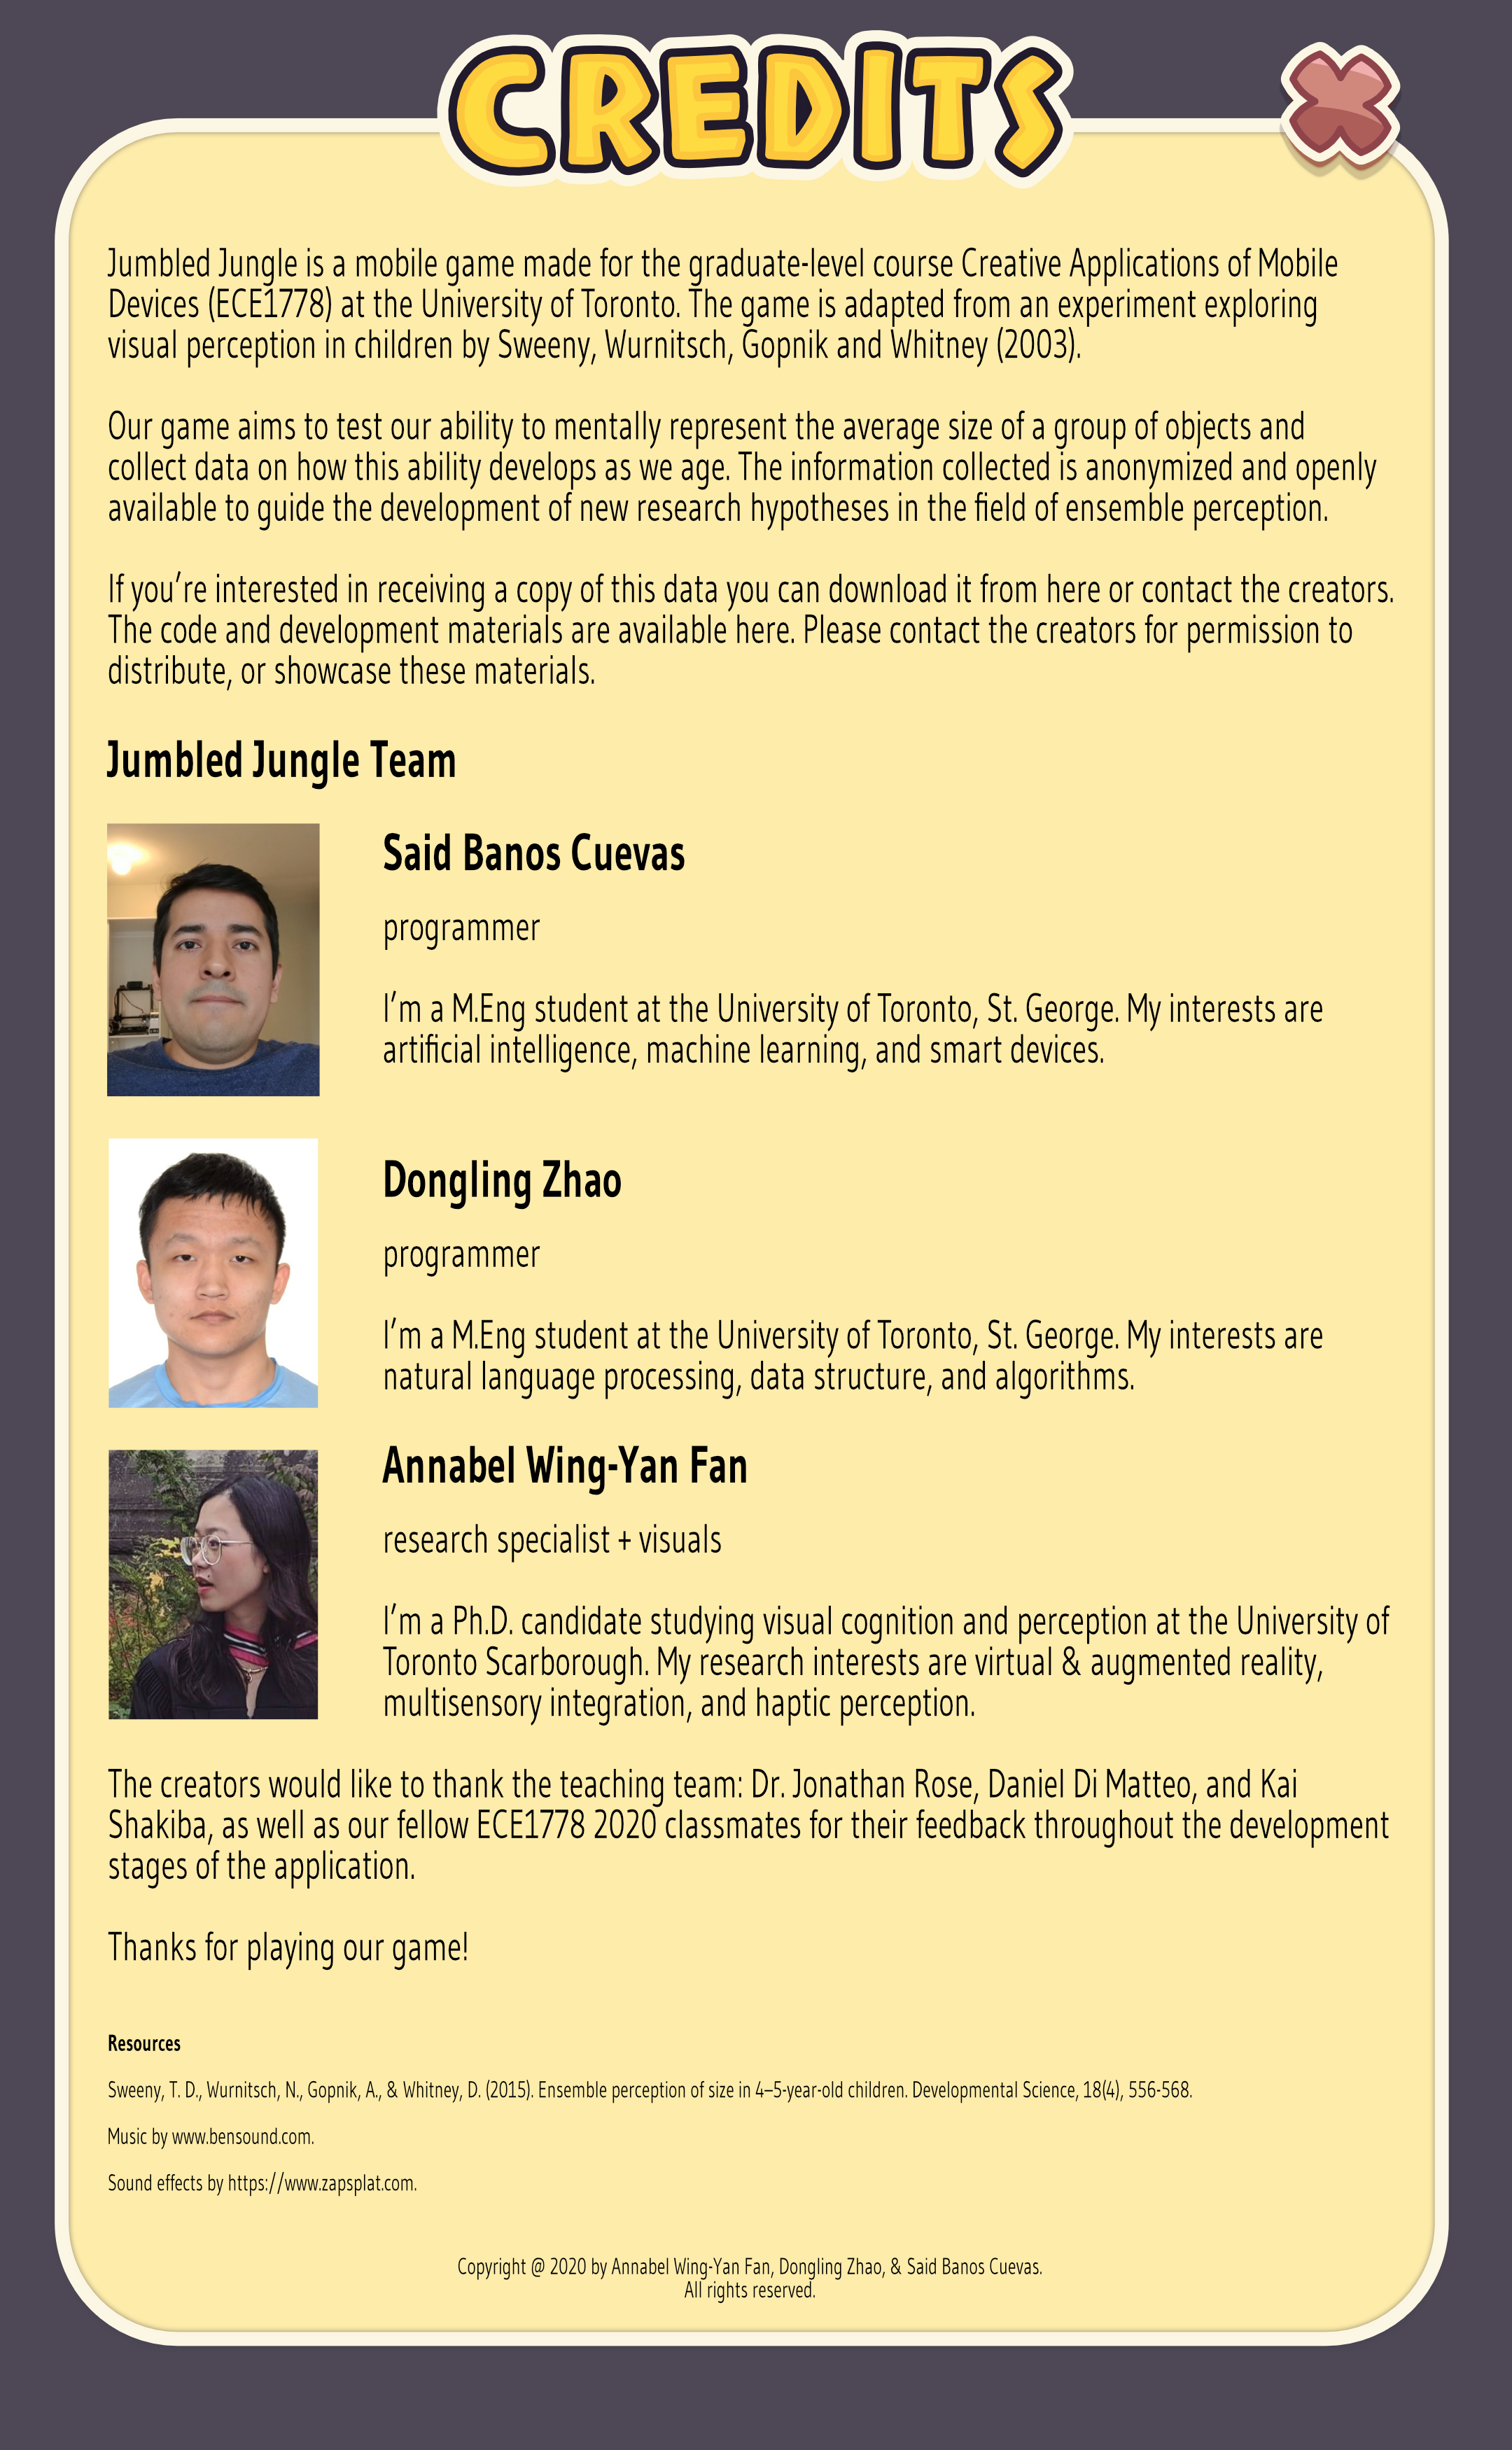 CREDITS
Jumbled Jungle is a mobile game made for the graduate-level course Creative Applications of Mobile
Devices (ECE1778) at the University of Toronto. The game is adapted from an experiment exploring
visual perception in children by Sweeny, Wurnitsch, Gopnik and Whitney (2003).
Our game aims to test our ability to mentally represent the average size of a group of objects and
collect data on how this ability develops as we age. The information collected is anonymized and openly
available to guide the development of new research hypotheses in the field of ensemble perception.
If you’re interested in receiving a copy of this data you can download it from here or contact the creators.
The code and development materials are available here. Please contact the creators for permission to
distribute, or showcase these materials.
Jumbled Jungle Team
Said Banos Cuevas
programmer
I’m a M.Eng student at the University of Toronto, St. George. My interests are
artificial intelligence, machine learning, and smart devices.
Dongling Zhao
programmer
I’m a M.Eng student at the University of Toronto, St. George. My interests are
natural language processing, data structure, and algorithms.
Annabel Wing-Yan Fan
research specialist + visuals
I’m a Ph.D. candidate studying visual cognition and perception at the University of
Toronto Scarborough. My research interests are virtual & augmented reality,
multisensory integration, and haptic perception.
The creators would like to thank the teaching team: Dr. Jonathan Rose, Daniel Di Matteo, and Kai
Shakiba, as well as our fellow ECE1778 2020 classmates for their feedback throughout the development
stages of the application.
Thanks for playing our game!
Resources
Sweeny, T. D., Wurnitsch, N., Gopnik, A., & Whitney, D. (2015). Ensemble perception of size in 4–5-year-old children. Developmental Science, 18(4), 556-568.
Music by www.bensound.com.
Sound effects by https://www.zapsplat.com.
Copyright @ 2020 by Annabel Wing-Yan Fan, Dongling Zhao, & Said Banos Cuevas.
All rights reserved.